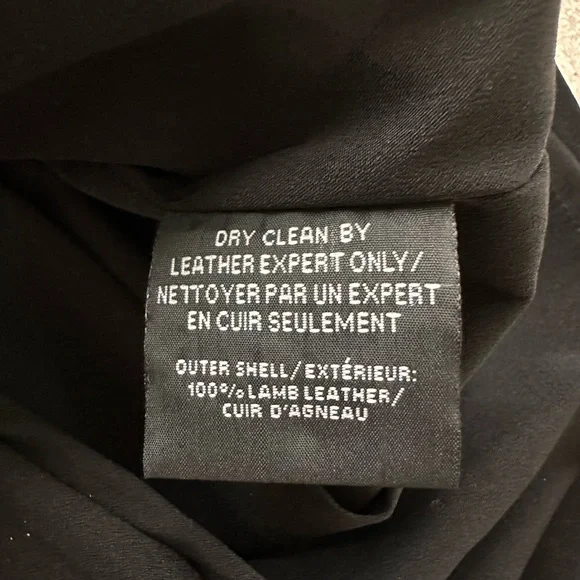 DRY CLEAN BY
LEATHER EXPERT ONLY/
NETTOYER PAR UN EXPERT
EN CUIR SEULEMENT
OUTER SHELL/EXTÉRIEUR:
100% LAMB LEATHER/
CUIR D'AGNEAU